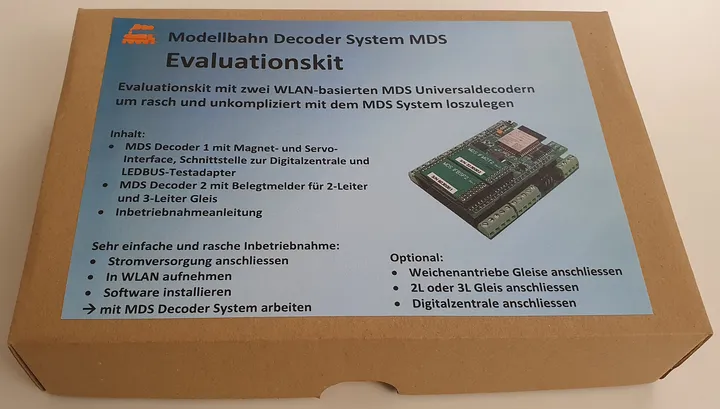 Modellbahn Decoder System MDS
Evaluationskit
Evaluationskit mit zwei WLAN-basierten MDS Universaldecodern
um rasch und unkompliziert mit dem MDS System loszulegen
Inhalt:
• MDS Decoder 1 mit Magnet- und Servo-
Interface, Schnittstelle zur Digitalzentrale und
LEDBUS-Testadapter
• MDS Decoder 2 mit Belegtmelder für 2-Leiter
und 3-Leiter Gleis
• Inbetriebnahmeanleitung
Sehr einfache und rasche Inbetriebnahme:
• Stromversorgung anschliessen
• In WLAN aufnehmen
• Software installieren
→ mit MDS Decoder System arbeiten
Optional:
• Weichenantriebe Gleise anschliessen
• 2L oder 3L Gleis anschliessen
• Digitalzentrale anschliessen